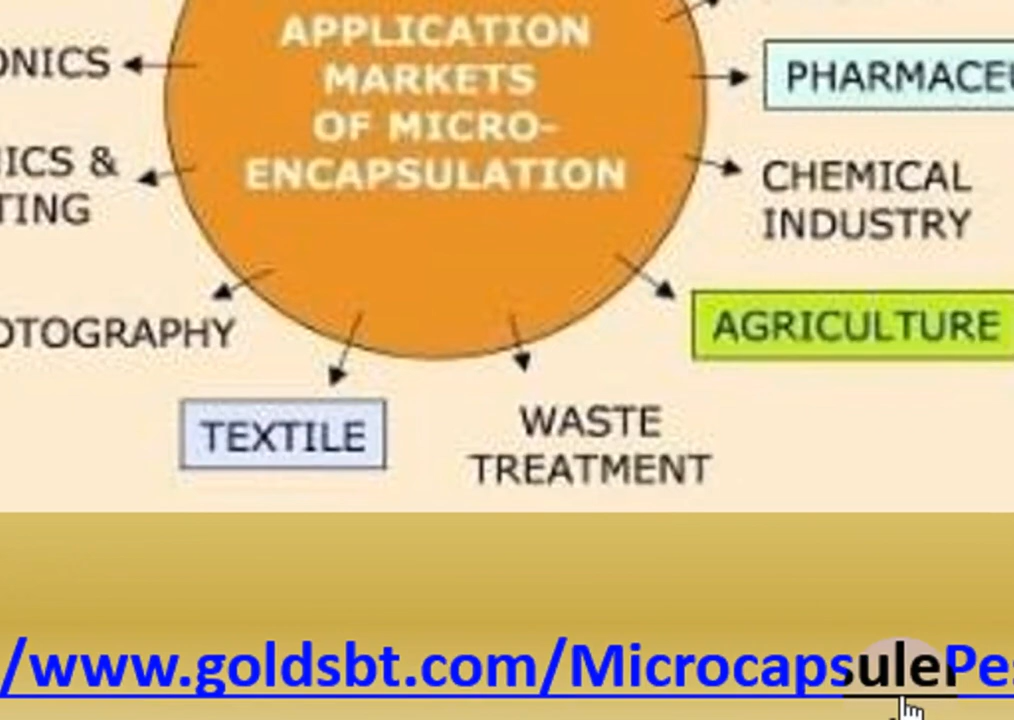 APPLICATION
MARKETS
OF MICRO-
ENCAPSULATION
ONICS
PHARMACEU
ICS &
TING
CHEMICAL
INDUSTRY
OTOGRAPHY
AGRICULTURE
TEXTILE
WASTE
TREATMENT
/www.goldsbt.com/MicrocapsulePes